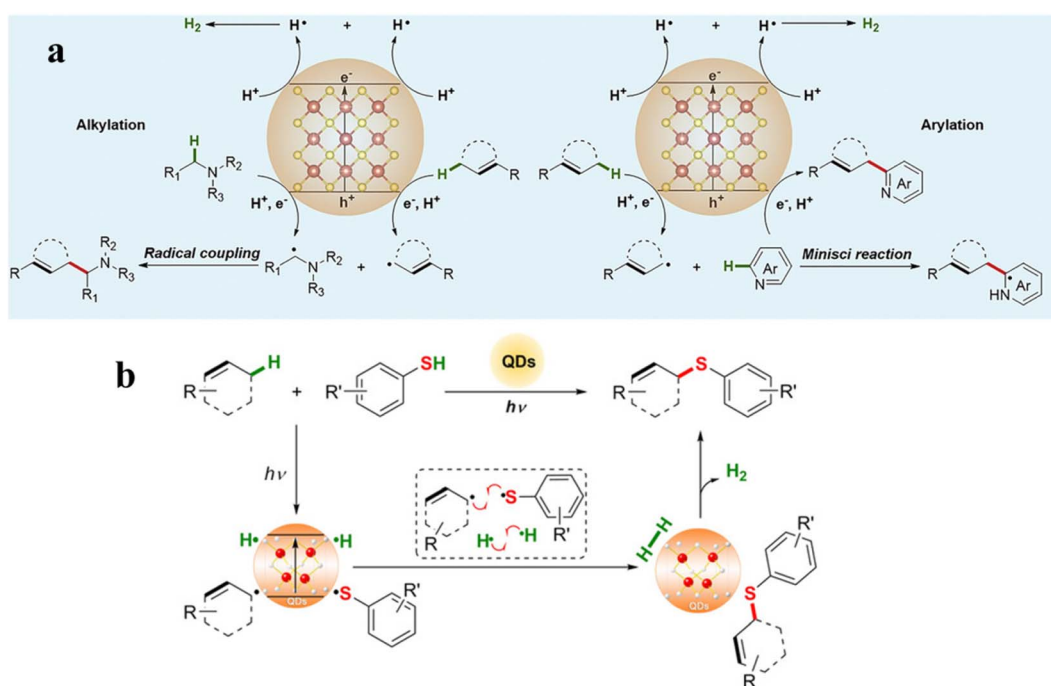 a
H₂ H• + H•
H• + H• H₂
e⁻
e⁻
H⁺ H⁺
H⁺ H⁺
Alkylation
Arylation
H
R₁ N R₂
R₃
H R
R H
R N Ar
h⁺
h⁺
H⁺, e⁻ e⁻, H⁺
H⁺, e⁻ e⁻, H⁺
R R₂ N R₃ R₁
Radical coupling
R₁ • N R₂ R₃ + • R
R • + H Ar N
Minisci reaction
R • Ar HN
b
H R
+
R' SH
QDs
hν
R S R'
hν
R • •S R'
H• •H
H₂
H• •H
R • QDs •S R'
H H
QDs
R' S R